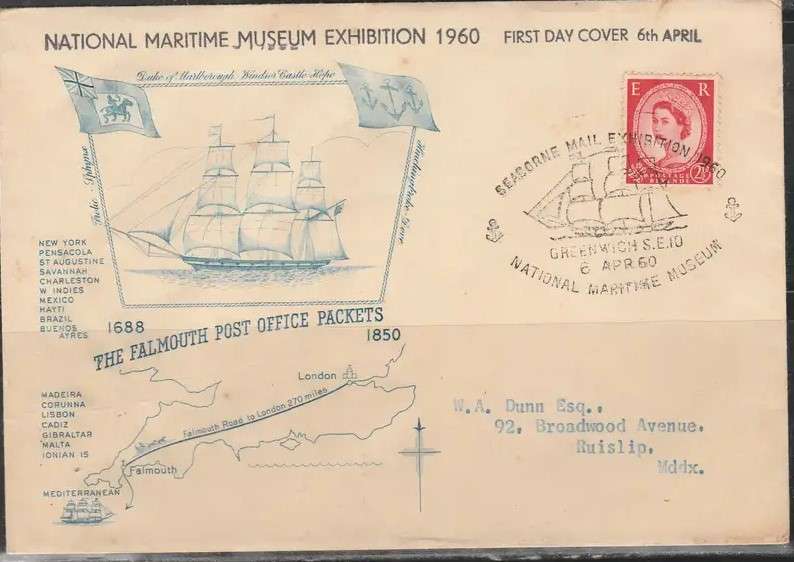 NATIONAL MARITIME MUSEUM EXHIBITION 1960 FIRST DAY COVER 6th APRIL
Duke of Marlborough. Windsor Castle. Hope
E R
POSTAGE
REVENUE
SEABORNE MAIL EXHIBITION 1960
GREENWICH S.E.10
6 APR 60
NATIONAL MARITIME MUSEUM
NEW YORK
PENSACOLA
ST AUGUSTINE
SAVANNAH
CHARLESTON
W INDIES
MEXICO
HAYTI
BRAZIL
BUENOS
AYRES
1688
THE FALMOUTH POST OFFICE PACKETS
1850
London
Falmouth Road to London 270 miles
MADEIRA
CORUNNA
LISBON
CADIZ
GIBRALTAR
MALTA
IONIAN IS
Falmouth
MEDITERRANEAN
W.A. Dunn Esq.,
92, Broadwood Avenue.
Ruislip.
Mddx.